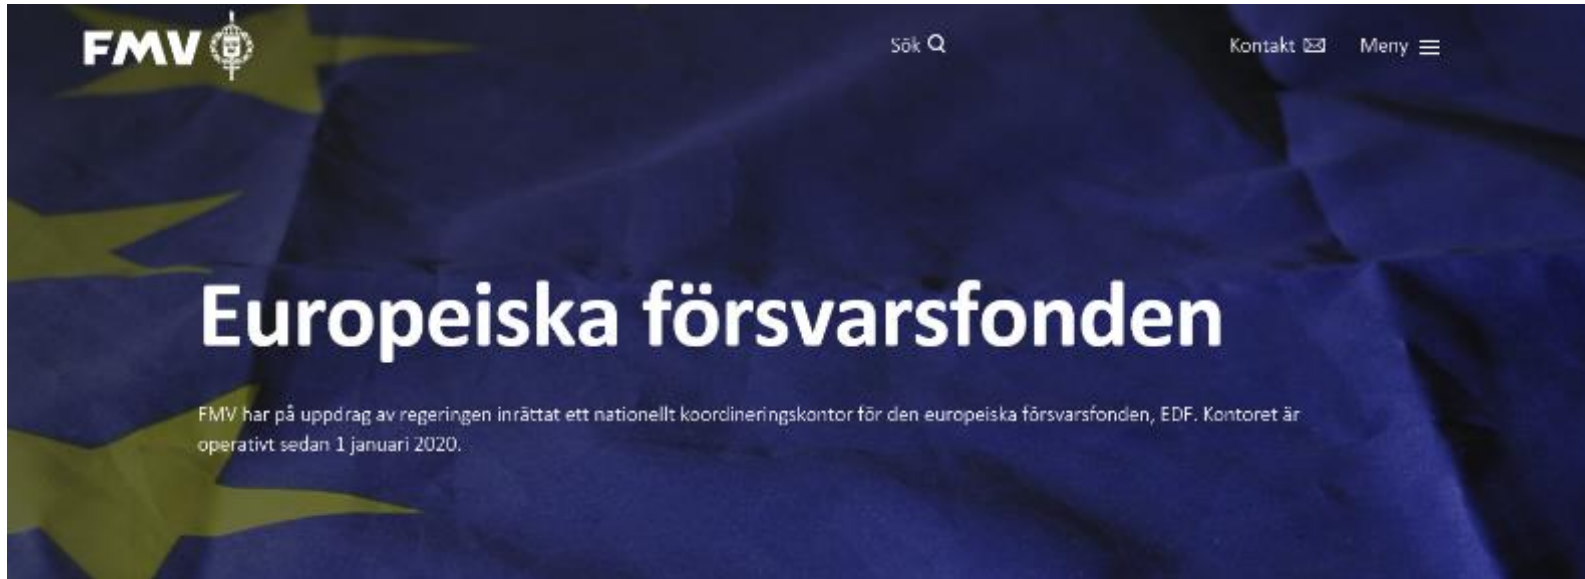 FMV
Sök
Kontakt
Meny
Europeiska försvarsfonden
FMV har på uppdrag av regeringen inrättat ett nationellt koordineringskontor för den europeiska försvarsfonden, EDF. Kontoret är
operativt sedan 1 januari 2020.